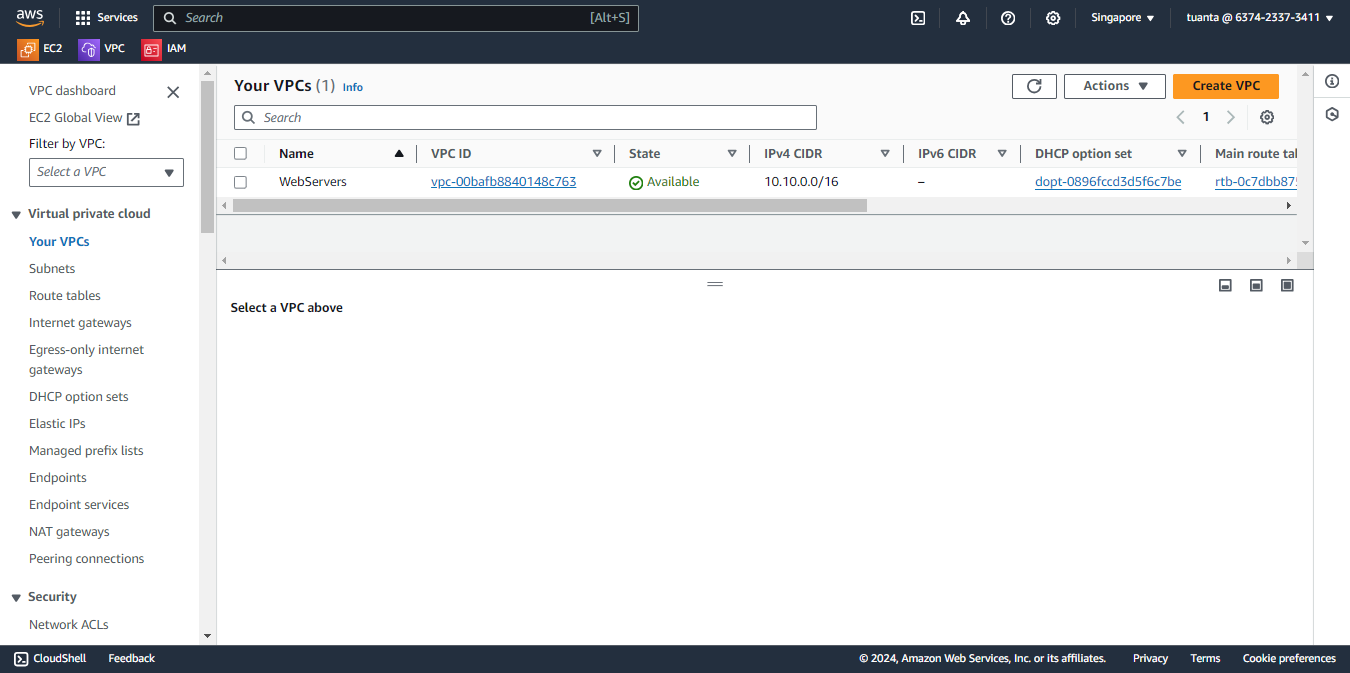 aws Services Search [Alt+S] Singapore tuanta @ 6374-2337-3411
EC2 VPC IAM
VPC dashboard
EC2 Global View
Filter by VPC:
Select a VPC
Virtual private cloud
Your VPCs
Subnets
Route tables
Internet gateways
Egress-only internet
gateways
DHCP option sets
Elastic IPs
Managed prefix lists
Endpoints
Endpoint services
NAT gateways
Peering connections
Security
Network ACLs
Your VPCs (1) Info Actions Create VPC
Search 1
Name VPC ID State IPv4 CIDR IPv6 CIDR DHCP option set Main route tal
WebServers vpc-00bafb8840148c763 Available 10.10.0.0/16 – dopt-0896fccd3d5f6c7be rtb-0c7dbb875
Select a VPC above
CloudShell Feedback © 2024, Amazon Web Services, Inc. or its affiliates. Privacy Terms Cookie preferences